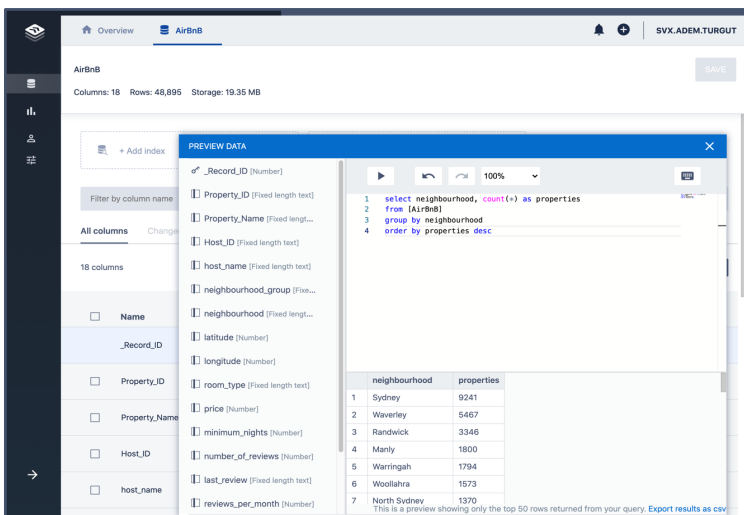 Overview
AirBnB
SVX.ADEM.TURGUT
AirBnB
SAVE
Columns: 18 Rows: 48,895 Storage: 19.35 MB
+ Add index
Filter by column name
All columns Change
18 columns
Name
_Record_ID
Property_ID
Property_Name
Host_ID
host_name
PREVIEW DATA
_Record_ID [Number]
Property_ID [Fixed length text]
Property_Name [Fixed lengt...
Host_ID [Fixed length text]
host_name [Fixed length text]
neighbourhood_group [Fixe...
neighbourhood [Fixed lengt...
latitude [Number]
longitude [Number]
room_type [Fixed length text]
price [Number]
minimum_nights [Number]
number_of_reviews [Number]
last_review [Fixed length text]
reviews_per_month [Number]
100%
1 select neighbourhood, count(*) as properties
2 from [AirBnB]
3 group by neighbourhood
4 order by properties desc
neighbourhood properties
1 Sydney 9241
2 Waverley 5467
3 Randwick 3346
4 Manly 1800
5 Warringah 1794
6 Woollahra 1573
7 North Sydney 1370
This is a preview showing only the top 50 rows returned from your query. Export results as csv